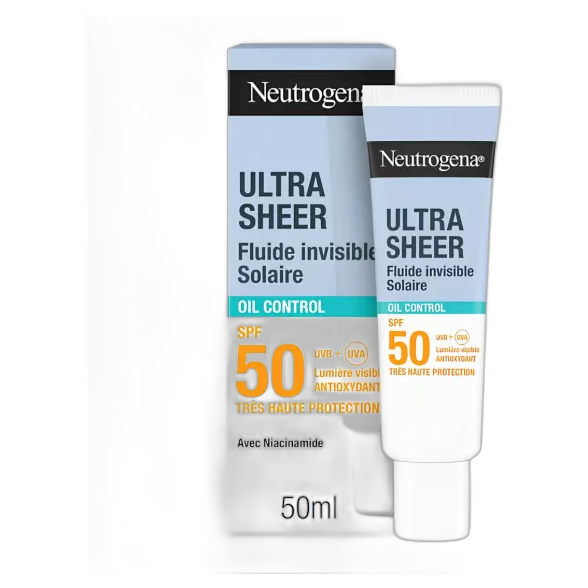 Neutrogena
ULTRA
SHEER
Fluide invisible
Solaire
OIL CONTROL
SPF
50
UVB + UVA
Lumière visible
ANTIOXYDANT
TRÈS HAUTE PROTECTION
Avec Niacinamide
50ml
Neutrogena®
ULTRA
SHEER
Fluide invisible
Solaire
OIL CONTROL
SPF
50
UVB + UVA
Lumière visible
ANTIOXYDANT
TRÈS HAUTE PROTECTION